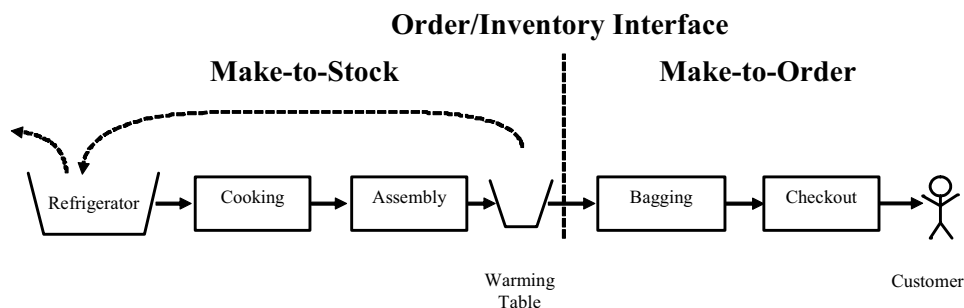 Order/Inventory Interface
Make-to-Stock
Make-to-Order
Refrigerator
Cooking
Assembly
Bagging
Checkout
Warming
Table
Customer